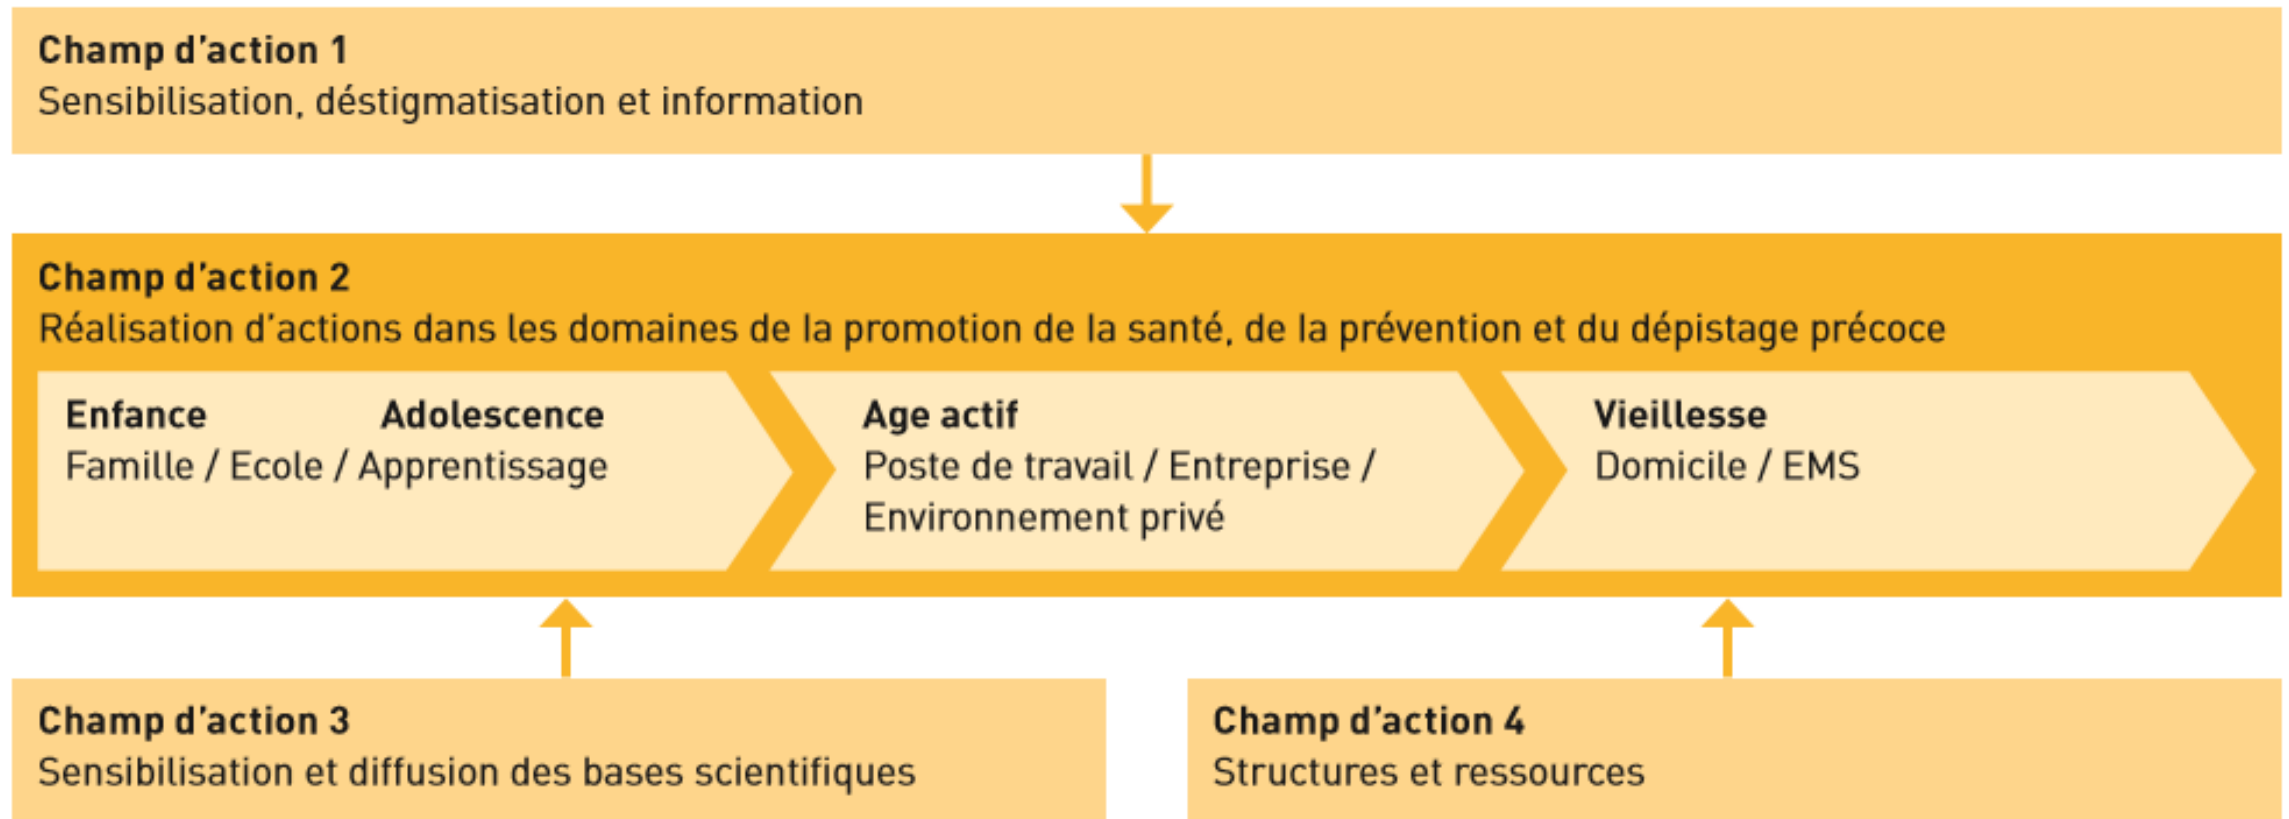 Champ d'action 1
Sensibilisation, déstigmatisation et information
Champ d'action 2
Réalisation d'actions dans les domaines de la promotion de la santé, de la prévention et du dépistage précoce
Enfance Adolescence
Famille / Ecole / Apprentissage
Age actif
Poste de travail / Entreprise /
Environnement privé
Vieillesse
Domicile / EMS
Champ d'action 3
Sensibilisation et diffusion des bases scientifiques
Champ d'action 4
Structures et ressources